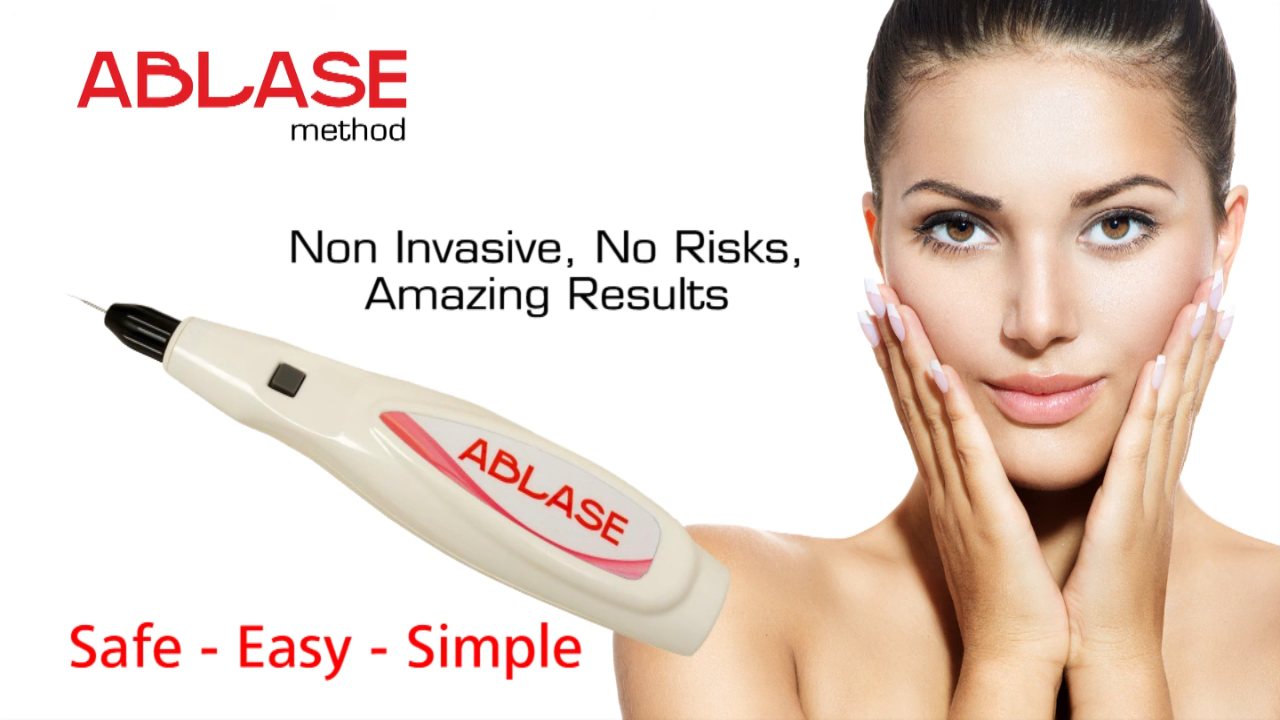 ABLASE
method
Non Invasive, No Risks,
Amazing Results
ABLASE
Safe - Easy - Simple